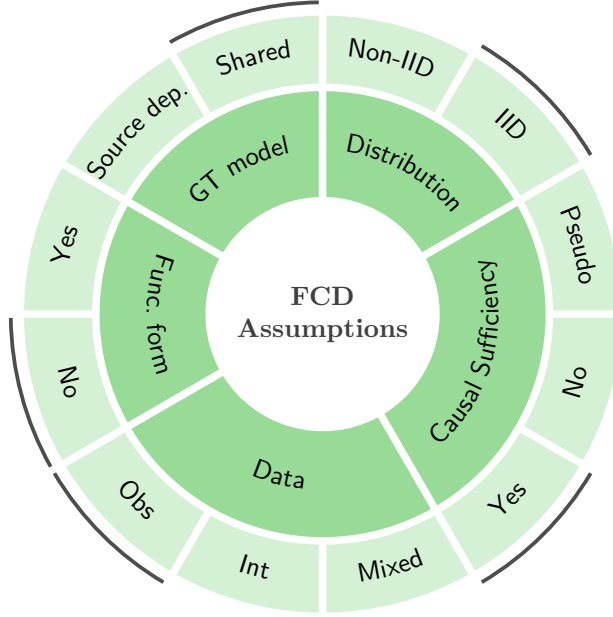 Shared
Non-IID
Source dep.
IID
GT model
Distribution
Yes
Pseudo
Func. form
FCD
Assumptions
Causal Sufficiency
No
No
Data
Obs
Yes
Int
Mixed